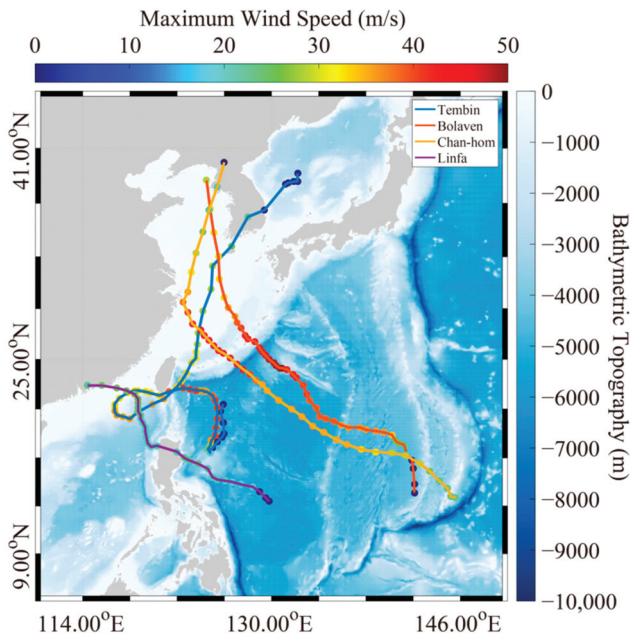 Maximum Wind Speed (m/s)
0 10 20 30 40 50
Tembin
Bolaven
Chan-hom
Linfa
41.00°N
25.00°N
9.00°N
114.00°E 130.00°E 146.00°E
0
−1000
−2000
−3000
−4000
−5000
−6000
−7000
−8000
−9000
−10,000
Bathymetric Topography (m)